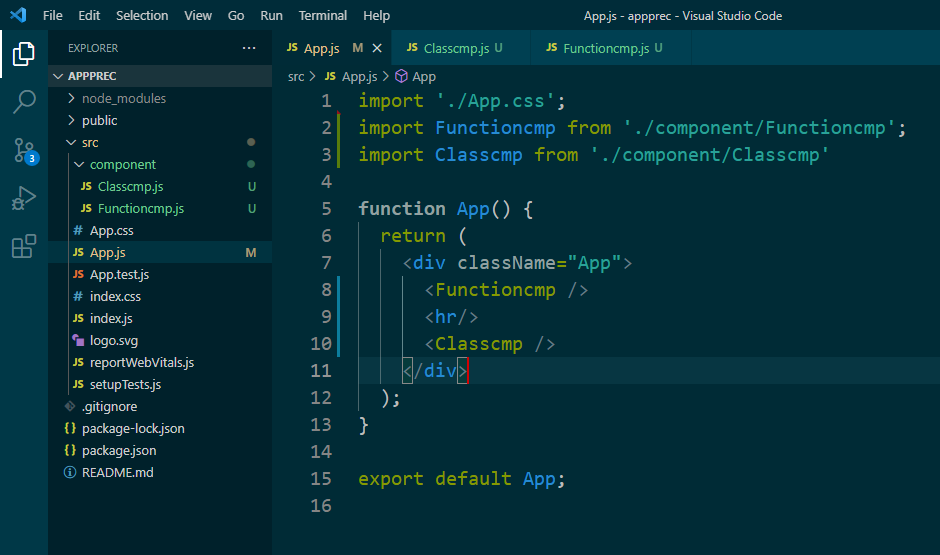 File Edit Selection View Go Run Terminal Help App.js - appprec - Visual Studio Code
EXPLORER ...
JS App.js M JS Classcmp.js U JS Functioncmp.js U
APPPREC
src > JS App.js > App
node_modules
public
src
component
JS Classcmp.js U
JS Functioncmp.js U
# App.css
JS App.js M
JS App.test.js
# index.css
JS index.js
logo.svg
JS reportWebVitals.js
JS setupTests.js
.gitignore
{} package-lock.json
{} package.json
README.md
3
1 import './App.css';
2 import Functioncmp from './component/Functioncmp';
3 import Classcmp from './component/Classcmp'
4
5 function App() {
6 return (
7 <div className="App">
8 <Functioncmp />
9 <hr/>
10 <Classcmp />
11 </div>
12 );
13 }
14
15 export default App;
16